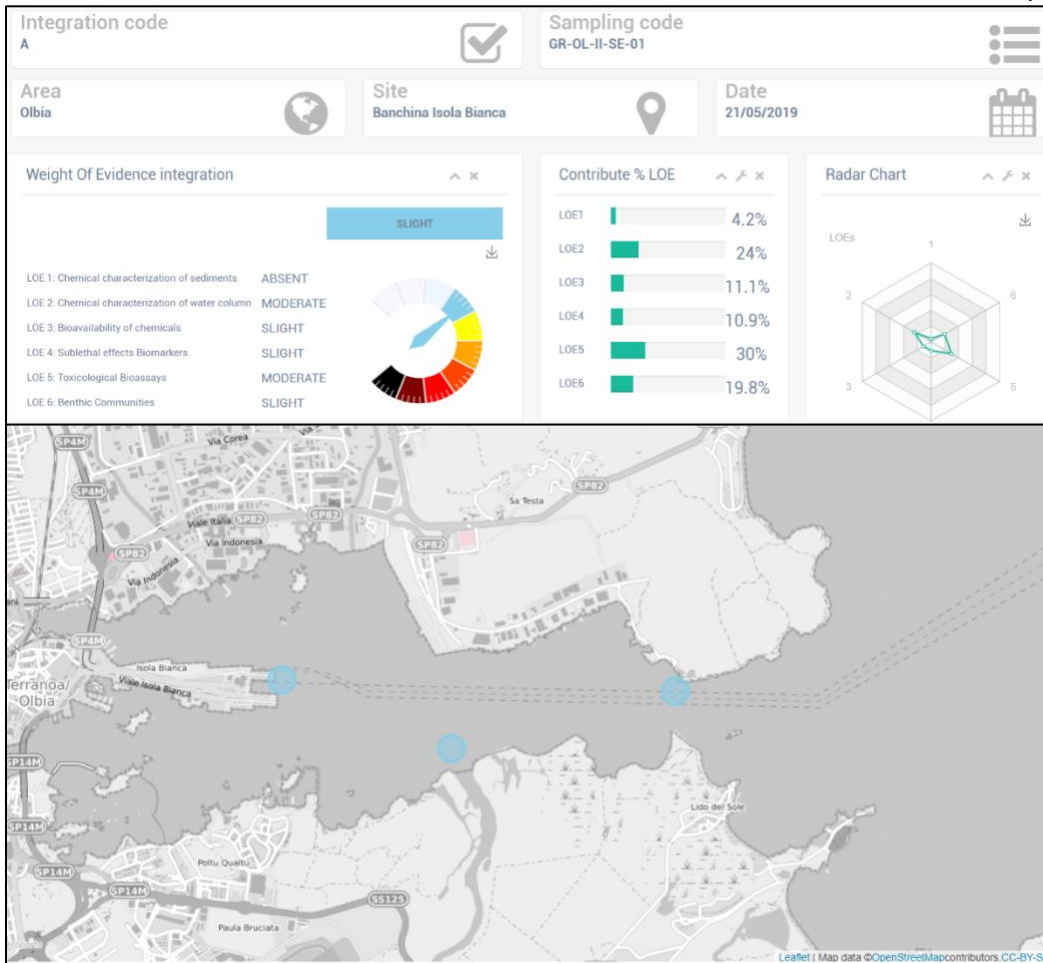 Integration code
A
Sampling code
GR-OL-II-SE-01
Area
Olbia
Site
Banchina Isola Bianca
Date
21/05/2019
Weight Of Evidence integration
SLIGHT
LOE 1: Chemical characterization of sediments ABSENT
LOE 2: Chemical characterization of water column MODERATE
LOE 3: Bioavailability of chemicals SLIGHT
LOE 4: Sublethal effects Biomarkers SLIGHT
LOE 5: Toxicological Bioassays MODERATE
LOE 6: Benthic Communities SLIGHT
Contribute % LOE
LOE1 4.2%
LOE2 24%
LOE3 11.1%
LOE4 10.9%
LOE5 30%
LOE6 19.8%
Radar Chart
LOEs
1
2
6
3
5
SP4M
Via Corea
SP4M
Sa Testa
SP82
Viale Italia
SP82
SP82
Via Indonesia
SP82
SP82
Via Indonesia
SP4M
Isola Bianca
Viale Isola Bianca
Terranoa/
Olbia
SP14M
Lido del Sole
SP14M
Poltu Qualtu
SP14M
SP14M
SS125
Paula Bruciata
Leaflet | Map data ©OpenStreetMapcontributors,CC-BY-S